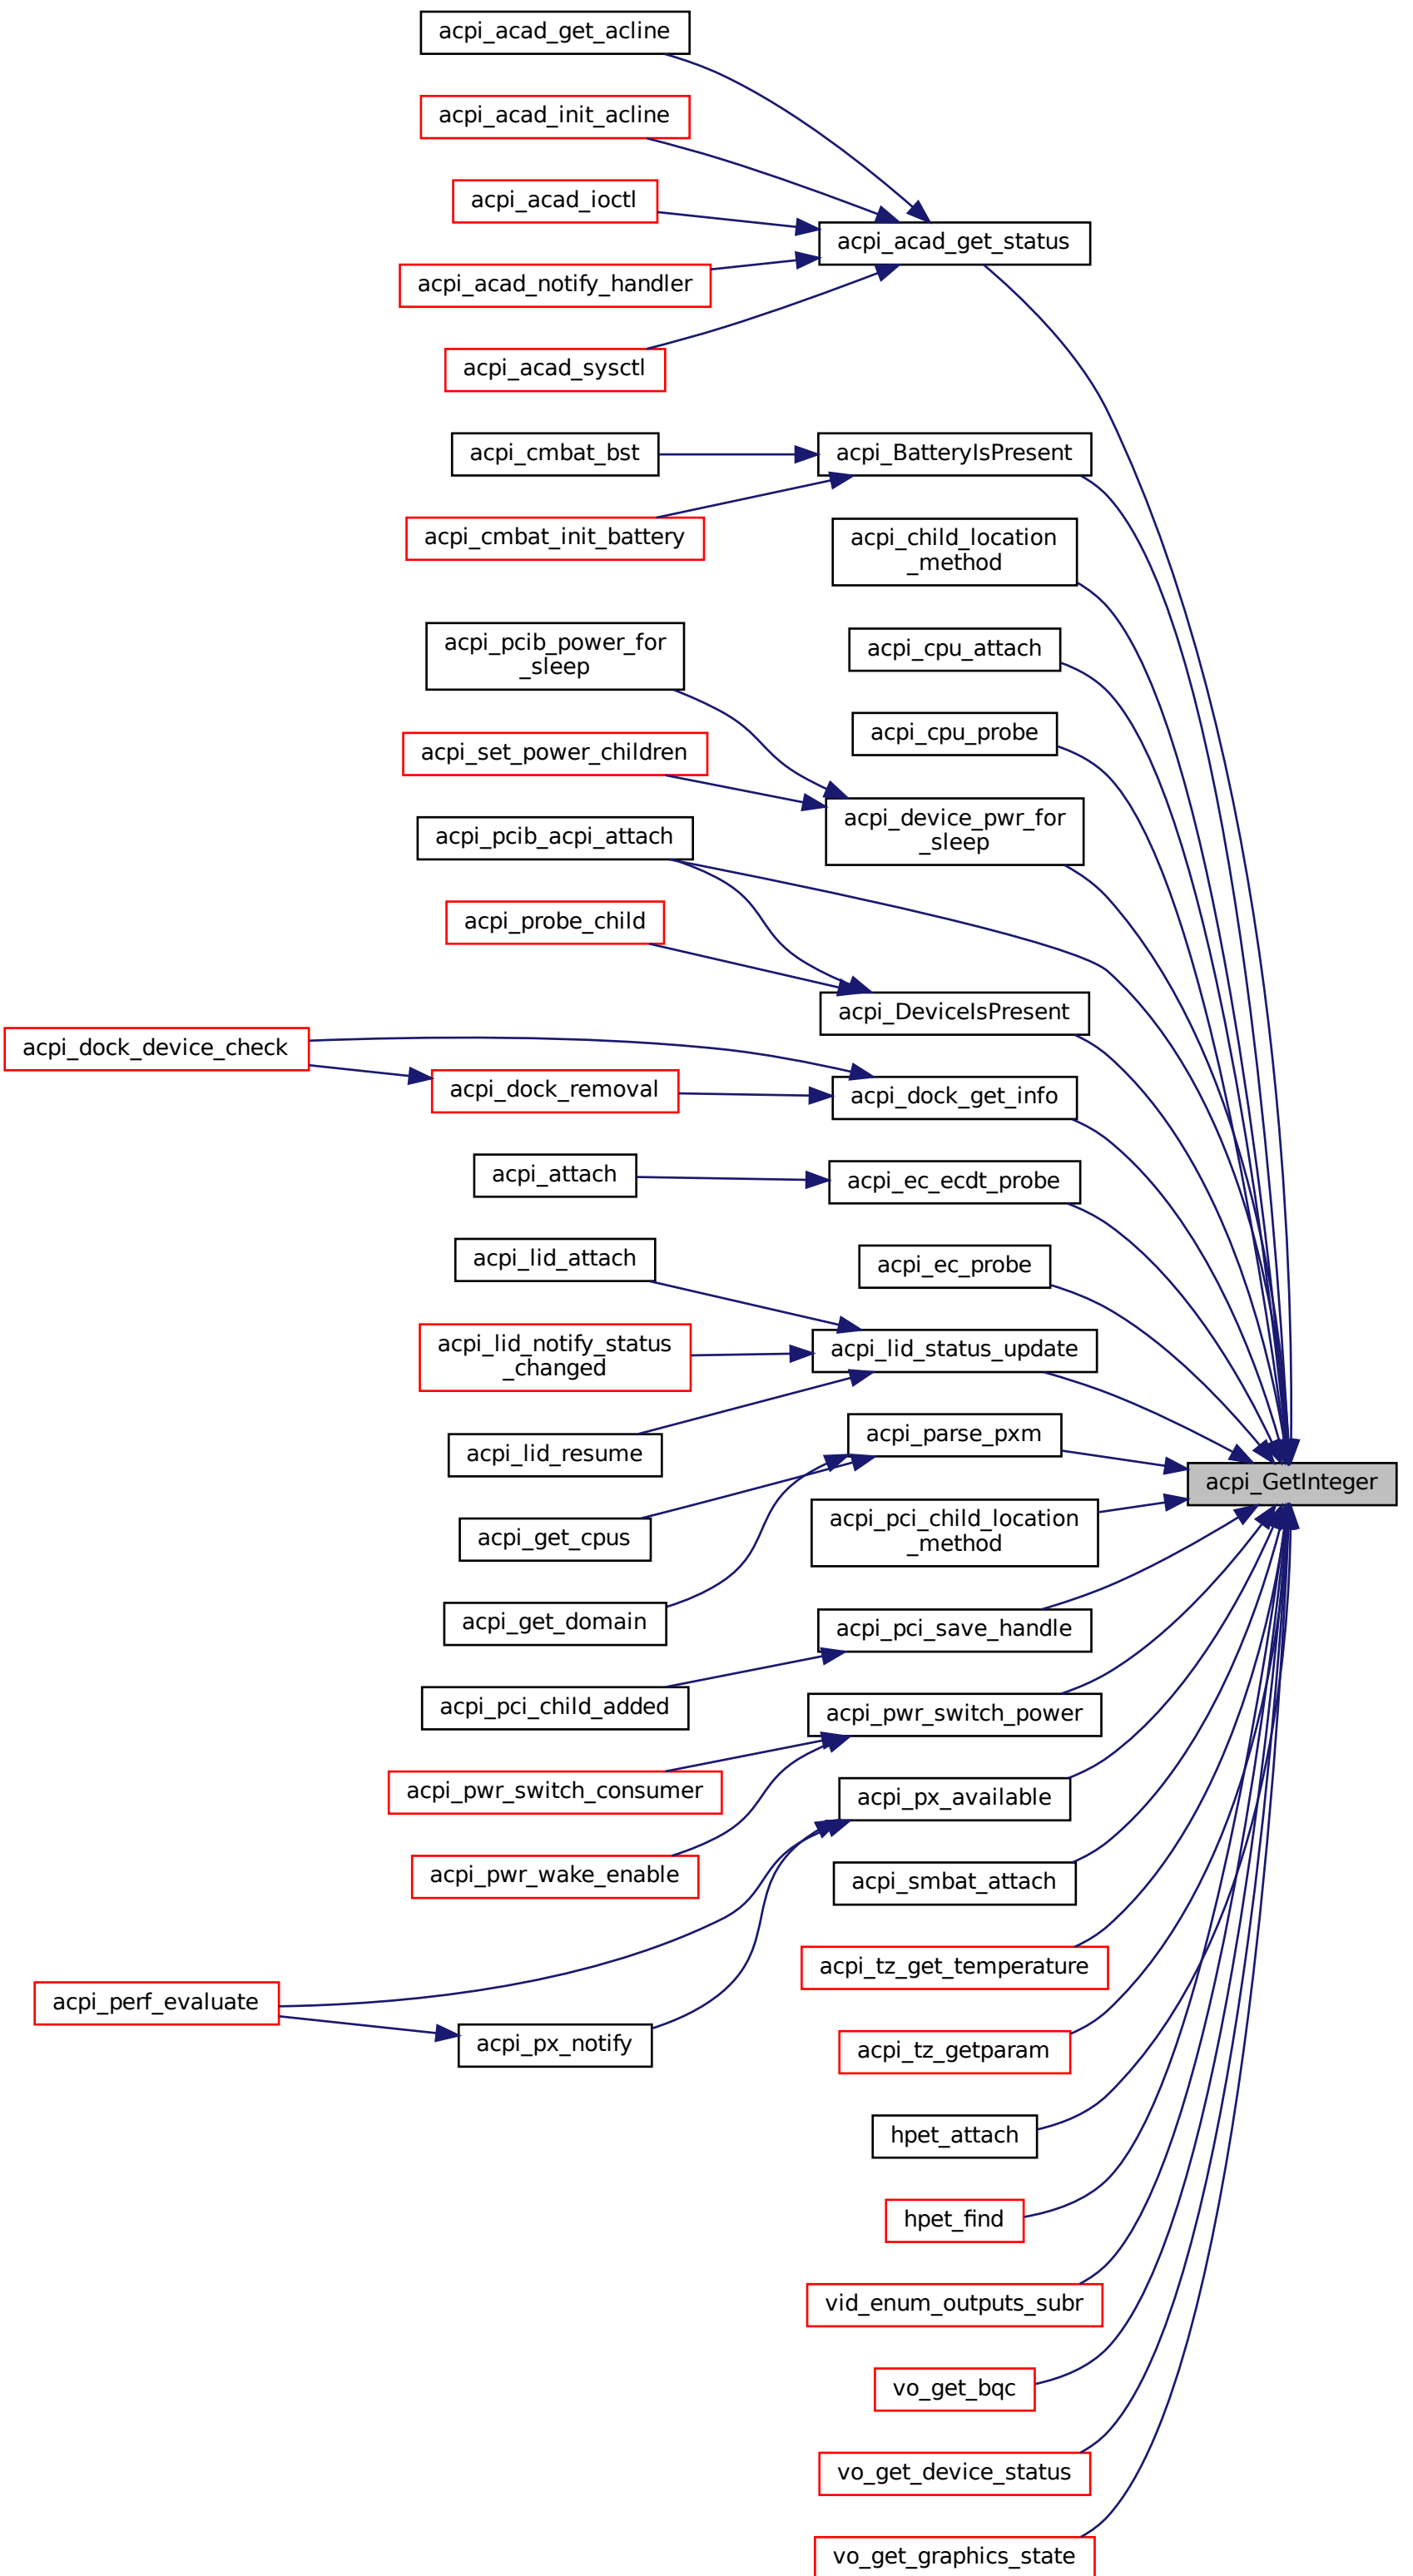 acpi_acad_get_acline
acpi_acad_init_acline
acpi_acad_ioctl
acpi_acad_get_status
acpi_acad_notify_handler
acpi_acad_sysctl
acpi_cmbat_bst
acpi_BatteryIsPresent
acpi_cmbat_init_battery
acpi_child_location
_method
acpi_pcib_power_for
_sleep
acpi_cpu_attach
acpi_cpu_probe
acpi_set_power_children
acpi_device_pwr_for
_sleep
acpi_pcib_acpi_attach
acpi_probe_child
acpi_DeviceIsPresent
acpi_dock_device_check
acpi_dock_removal
acpi_dock_get_info
acpi_attach
acpi_ec_ecdt_probe
acpi_lid_attach
acpi_ec_probe
acpi_lid_notify_status
_changed
acpi_lid_status_update
acpi_lid_resume
acpi_parse_pxm
acpi_GetInteger
acpi_get_cpus
acpi_pci_child_location
_method
acpi_get_domain
acpi_pci_save_handle
acpi_pci_child_added
acpi_pwr_switch_power
acpi_pwr_switch_consumer
acpi_px_available
acpi_pwr_wake_enable
acpi_smbat_attach
acpi_tz_get_temperature
acpi_perf_evaluate
acpi_px_notify
acpi_tz_getparam
hpet_attach
hpet_find
vid_enum_outputs_subr
vo_get_bqc
vo_get_device_status
vo_get_graphics_state